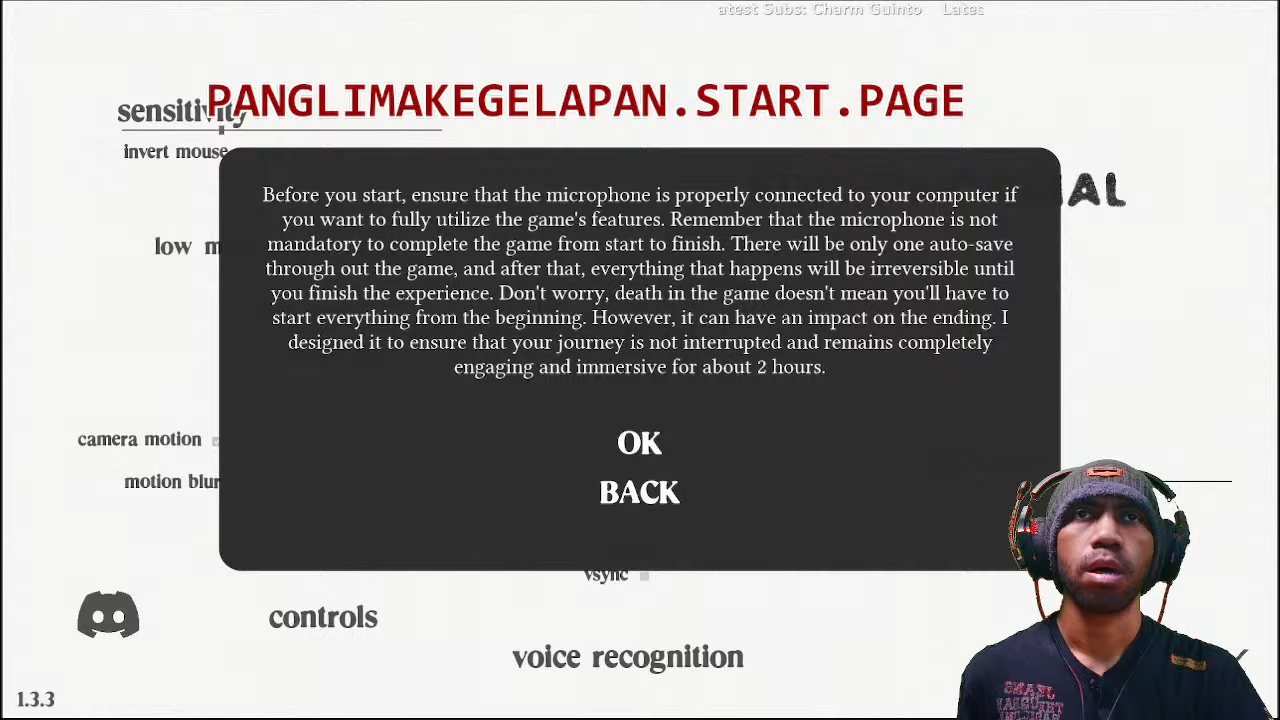 atest Subs: Charm Guinto Lates
PANGLIMAKEGELAPAN.START.PAGE
sensitivity
invert mouse
AL
low m
Before you start, ensure that the microphone is properly connected to your computer if
you want to fully utilize the game's features. Remember that the microphone is not
mandatory to complete the game from start to finish. There will be only one auto-save
through out the game, and after that, everything that happens will be irreversible until
you finish the experience. Don't worry, death in the game doesn't mean you'll have to
start everything from the beginning. However, it can have an impact on the ending. I
designed it to ensure that your journey is not interrupted and remains completely
engaging and immersive for about 2 hours.
OK
camera motion
motion blur
BACK
vsync
controls
voice recognition
1.3.3